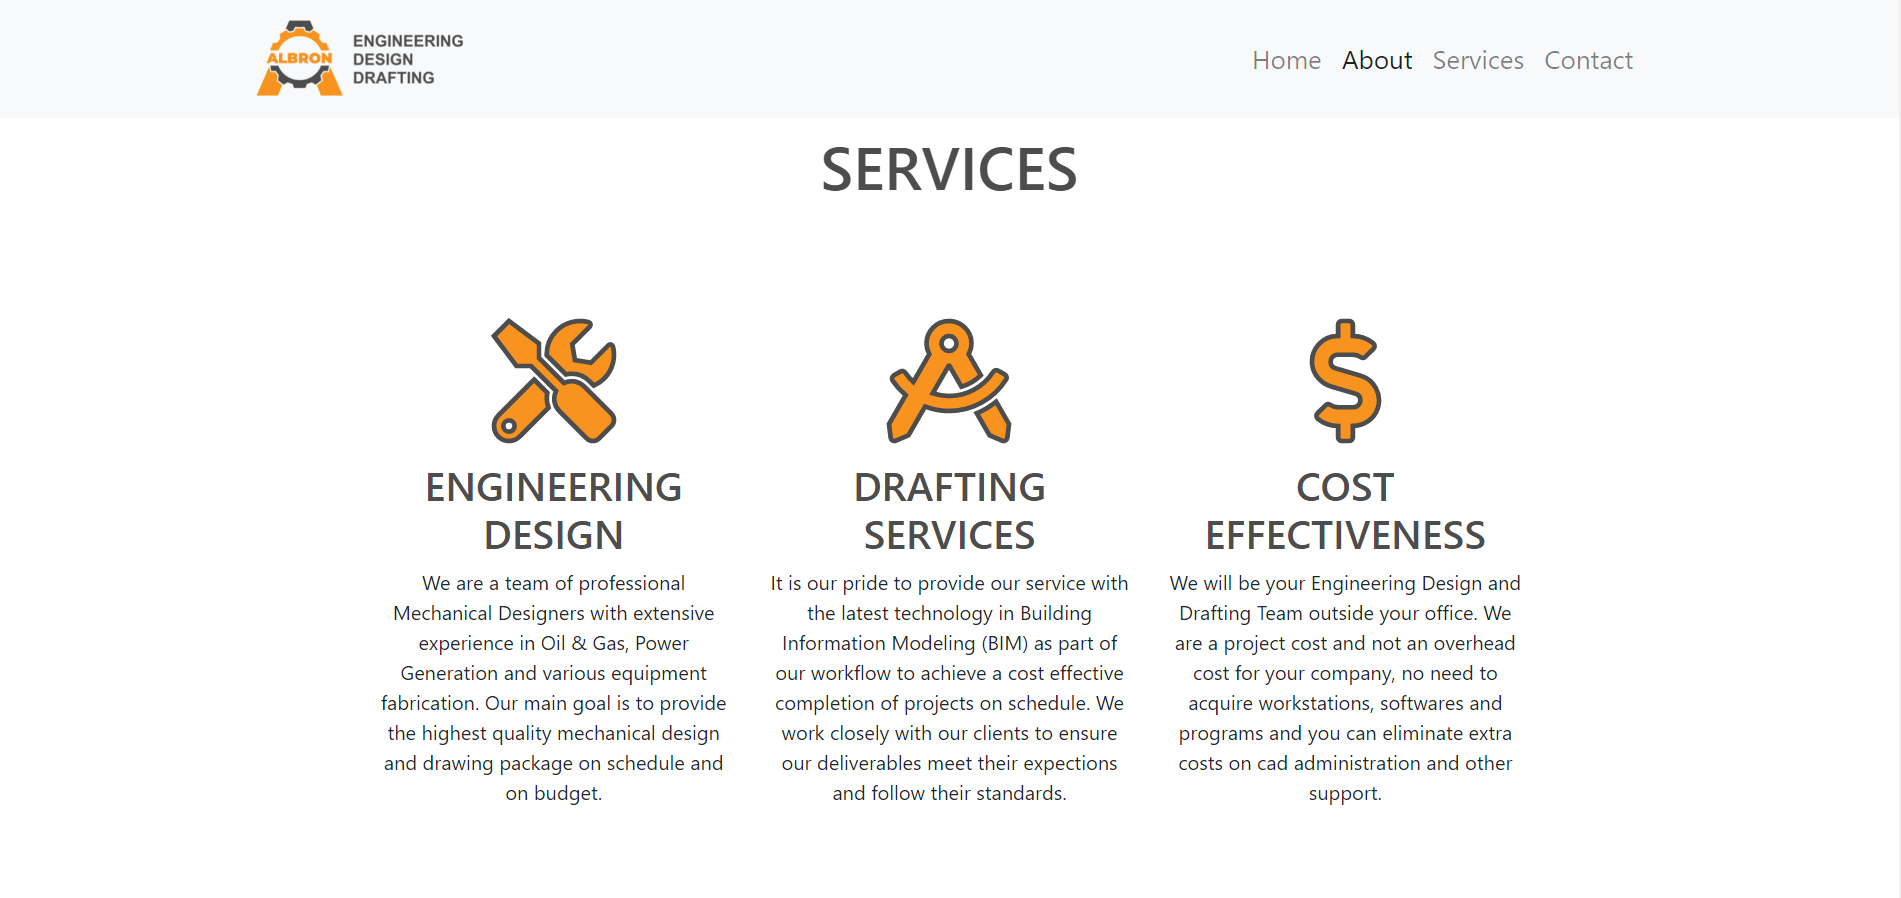 ALBRON
ENGINEERING
DESIGN
DRAFTING
Home About Services Contact
SERVICES
ENGINEERING
DESIGN
We are a team of professional
Mechanical Designers with extensive
experience in Oil & Gas, Power
Generation and various equipment
fabrication. Our main goal is to provide
the highest quality mechanical design
and drawing package on schedule and
on budget.
DRAFTING
SERVICES
It is our pride to provide our service with
the latest technology in Building
Information Modeling (BIM) as part of
our workflow to achieve a cost effective
completion of projects on schedule. We
work closely with our clients to ensure
our deliverables meet their expections
and follow their standards.
COST
EFFECTIVENESS
We will be your Engineering Design and
Drafting Team outside your office. We
are a project cost and not an overhead
cost for your company, no need to
acquire workstations, softwares and
programs and you can eliminate extra
costs on cad administration and other
support.